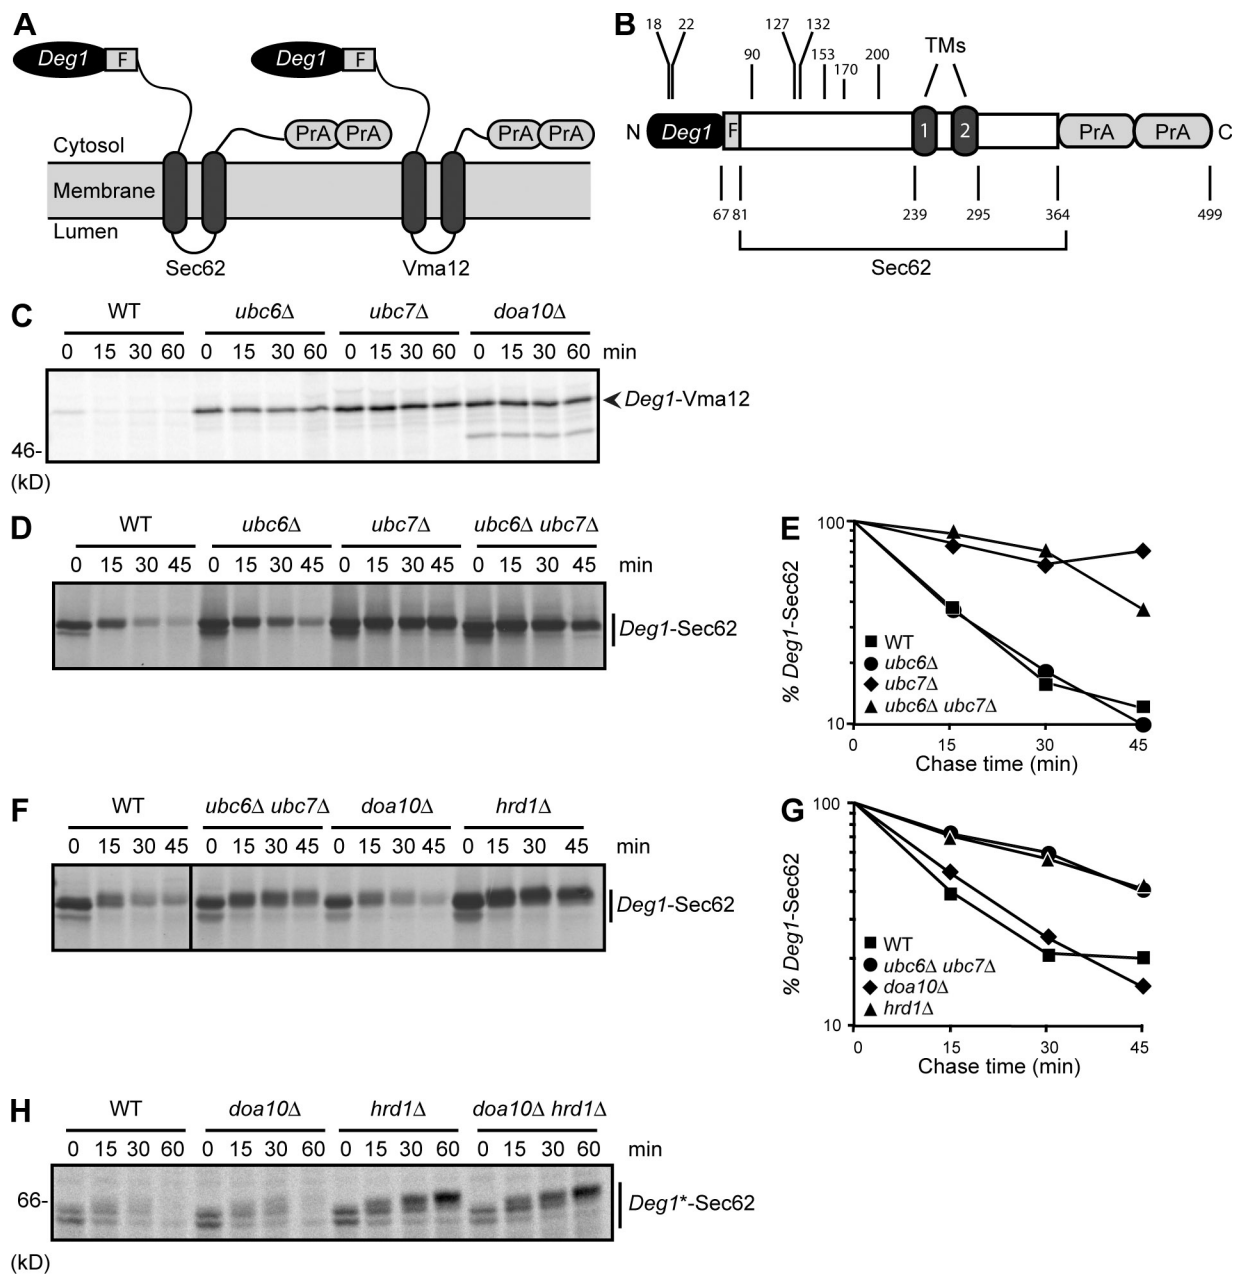 A
Deg1 F Deg1 F
PrA PrA PrA PrA
Cytosol
Membrane
Lumen
Sec62 Vma12
B
18 22 127 132
90 153 170 200 TMs
N Deg1 F 1 2 PrA PrA C
67 81 239 295 364 499
Sec62
C
WT ubc6Δ ubc7Δ doa10Δ
0 15 30 60 0 15 30 60 0 15 30 60 0 15 30 60 min
Deg1-Vma12
46-
(kD)
D
WT ubc6Δ ubc7Δ ubc6Δ ubc7Δ
0 15 30 45 0 15 30 45 0 15 30 45 0 15 30 45 min
Deg1-Sec62
E
% Deg1-Sec62
100
WT
ubc6Δ
ubc7Δ
ubc6Δ ubc7Δ
10
0 15 30 45
Chase time (min)
F
WT ubc6Δ ubc7Δ doa10Δ hrd1Δ
0 15 30 45 0 15 30 45 0 15 30 45 0 15 30 45 min
Deg1-Sec62
G
% Deg1-Sec62
100
WT
ubc6Δ ubc7Δ
doa10Δ
hrd1Δ
10
0 15 30 45
Chase time (min)
H
WT doa10Δ hrd1Δ doa10Δ hrd1Δ
0 15 30 60 0 15 30 60 0 15 30 60 0 15 30 60 min
66-
Deg1*-Sec62
(kD)